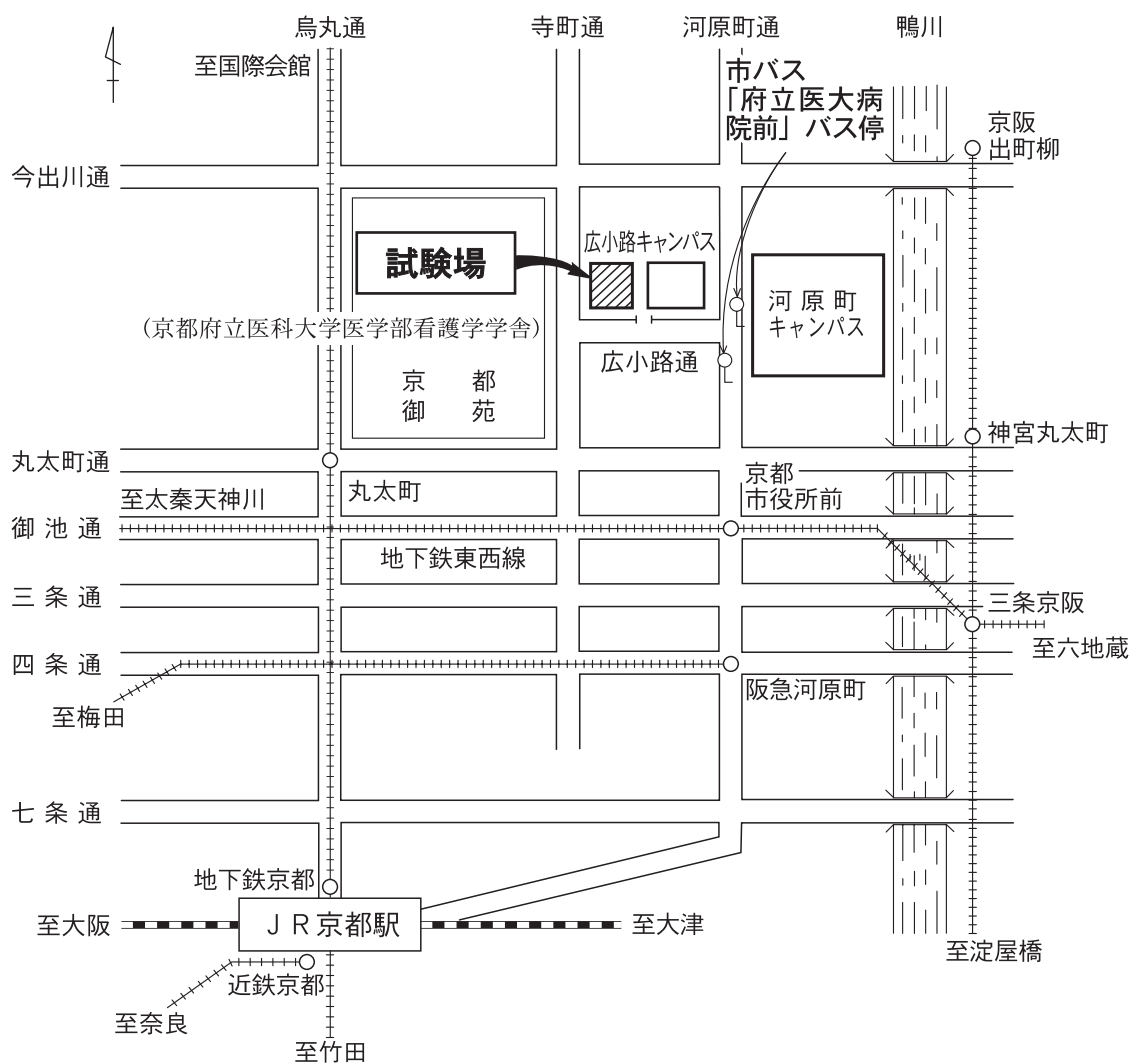 烏丸通
寺町通
河原町通
鴨川
至国際会館
市バス
「府立医大病
院前」バス停
京阪
出町柳
今出川通
広小路キャンパス
試験場
河原町
キャンパス
(京都府立医科大学医学部看護学学舎)
広小路通
京都
御苑
神宮丸太町
丸太町通
京都
市役所前
至太秦天神川
丸太町
御池通
地下鉄東西線
三条通
三条京阪
至六地蔵
四条通
阪急河原町
至梅田
七条通
地下鉄京都
至大阪
JR京都駅
至大津
至淀屋橋
近鉄京都
至奈良
至竹田